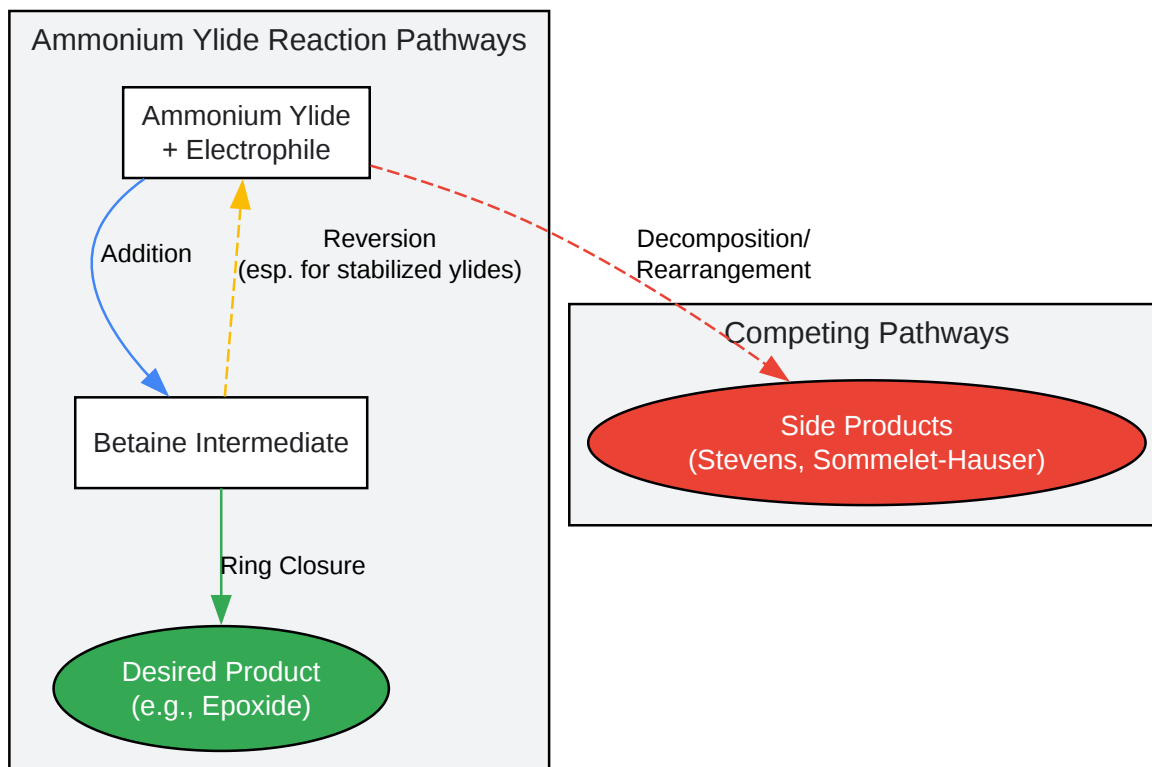 Ammonium Ylide Reaction Pathways
Ammonium Ylide
+ Electrophile
Addition
Reversion
(esp. for stabilized ylides)
Decomposition/
Rearrangement
Competing Pathways
Betaine Intermediate
Side Products
(Stevens, Sommelet-Hauser)
Ring Closure
Desired Product
(e.g., Epoxide)